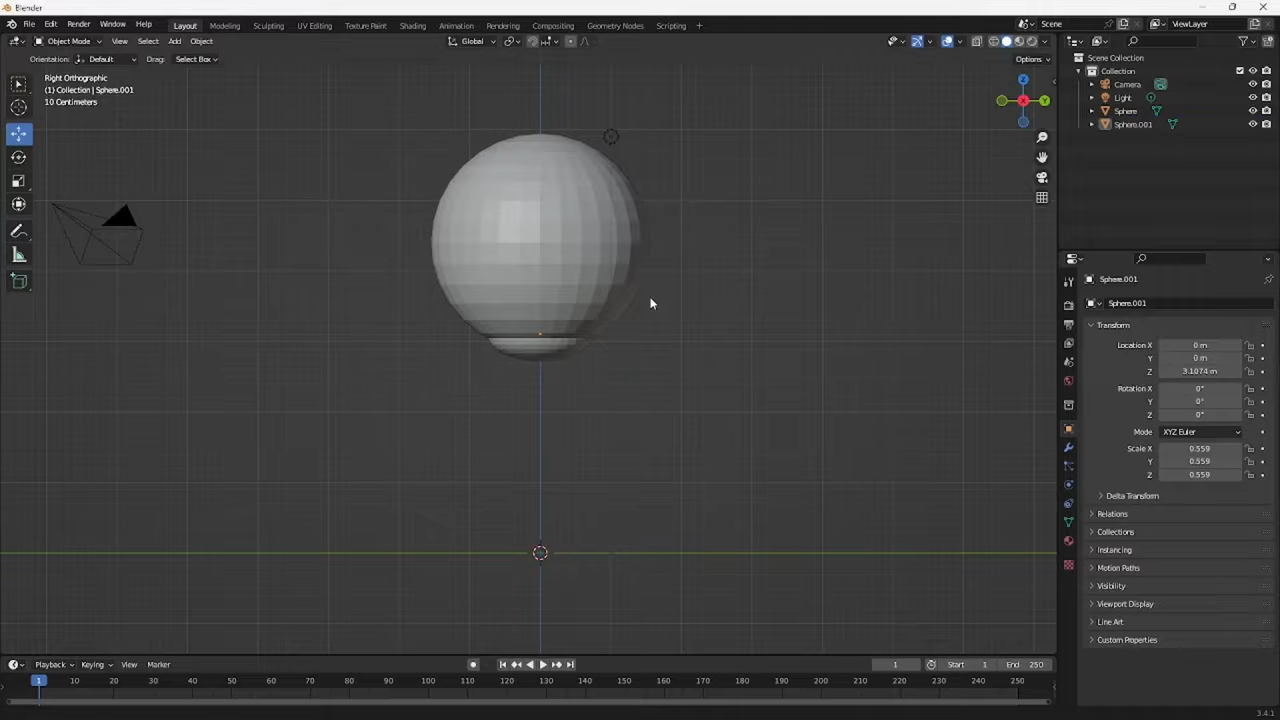 Blender
File Edit Render Window Help Layout Modeling Sculpting UV Editing Texture Paint Shading Animation Rendering Compositing Geometry Nodes Scripting + Scene ViewLayer
Object Mode View Select Add Object Global
Orientation: Default Drag: Select Box Options
Right Orthographic
(1) Collection | Sphere.001
10 Centimeters
Z
X
Y
Scene Collection
Collection
Camera
Light
Sphere
Sphere.001
Sphere.001
Sphere.001
Transform
Location X 0 m
Y 0 m
Z 3.1074 m
Rotation X 0°
Y 0°
Z 0°
Mode XYZ Euler
Scale X 0.559
Y 0.559
Z 0.559
Delta Transform
Relations
Collections
Instancing
Motion Paths
Visibility
Viewport Display
Line Art
Custom Properties
Playback Keying View Marker 1 Start 1 End 250
1 10 20 30 40 50 60 70 80 90 100 110 120 130 140 150 160 170 180 190 200 210 220 230 240 250
3.4.1